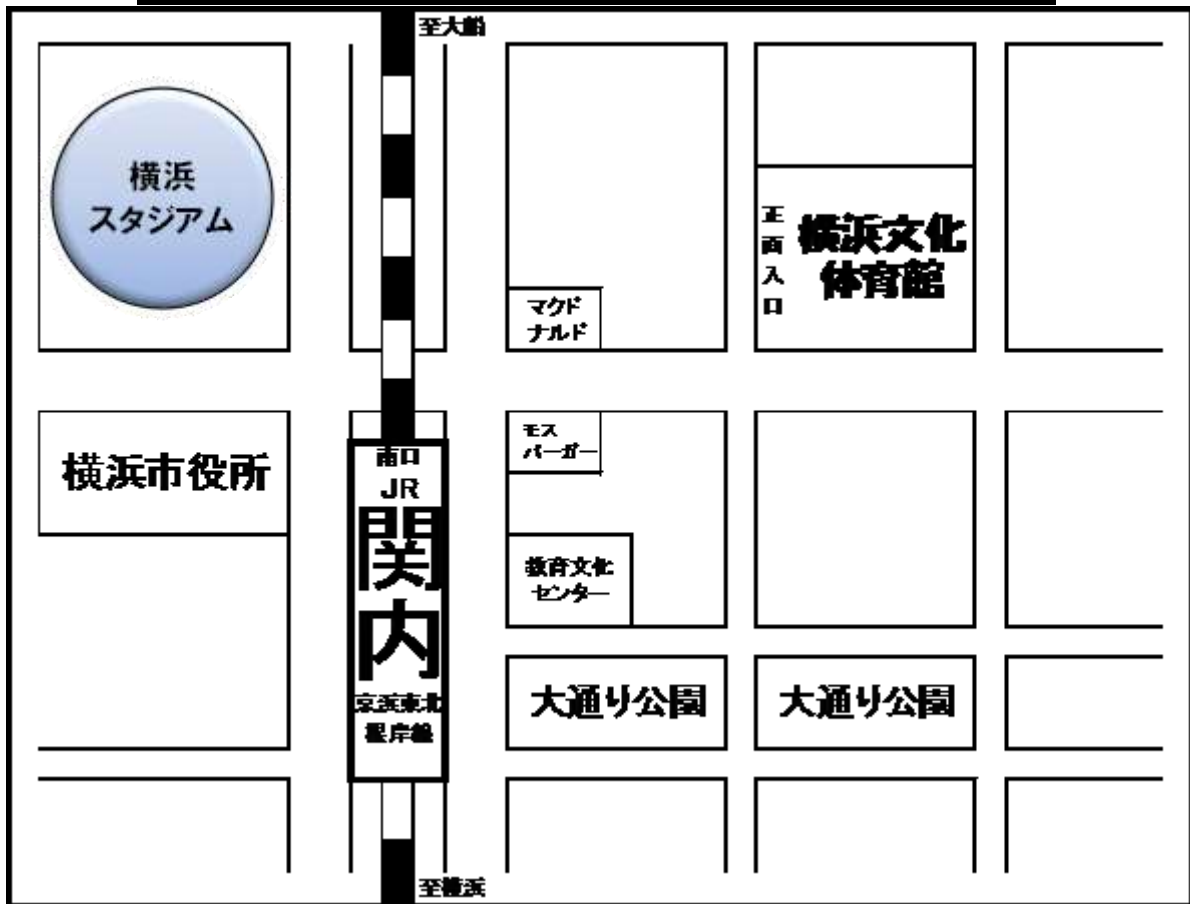 至大船
横浜
スタジアム
正面入口
横浜文化
体育館
マクド
ナルド
モス
バーガー
横浜市役所
南口
JR
関
内
京浜東北
根岸線
教育文化
センター
大通り公園
大通り公園
至横浜